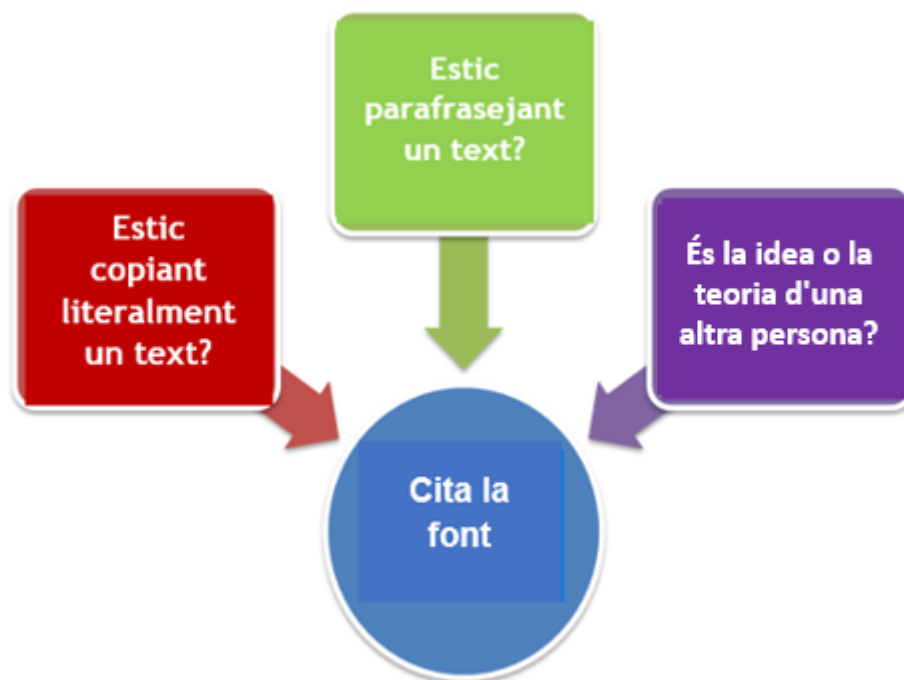 Estic
parafrasejant
un text?
Estic
copiant
literalment
un text?
És la idea o la
teoria d'una
altra persona?
Cita la
font